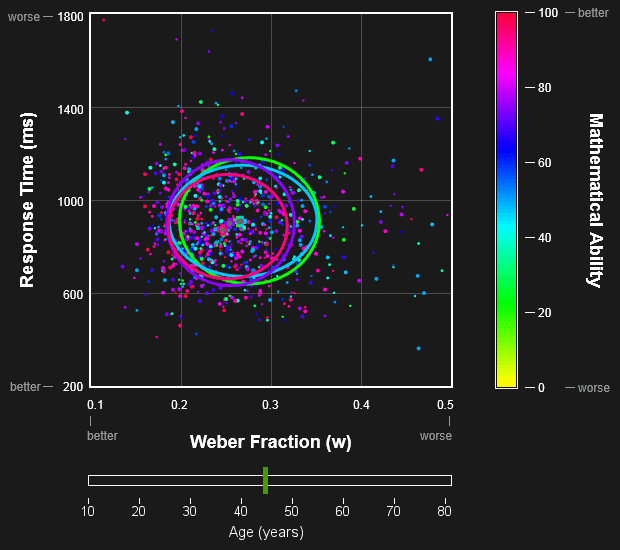 worse
1800
1400
1000
600
better
200
Response Time (ms)
0.1
0.2
0.3
0.4
0.5
better
worse
Weber Fraction (w)
100
better
80
60
40
20
0
worse
Mathematical Ability
10
20
30
40
50
60
70
80
Age (years)